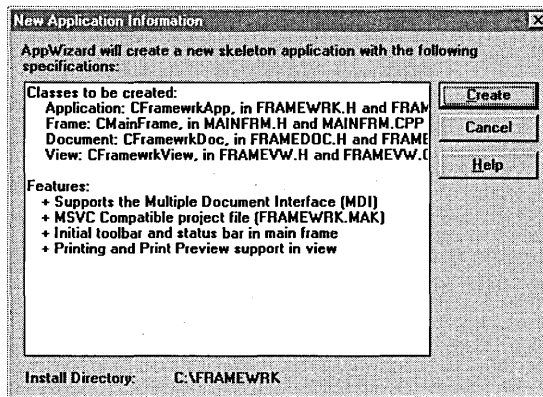 New Application Information
AppWizard will create a new skeleton application with the following
specifications:
Classes to be created:
Application: CFramewrkApp, in FRAMEWRK.H and FRAM
Frame: CMainFrame, in MAINFRM.H and MAINFRM.CPP
Document: CFramewrkDoc, in FRAMEDOC.H and FRAME
View: CFramewrkView, in FRAMEVW.H and FRAMEVW.C
Features:
+ Supports the Multiple Document Interface (MDI)
+ MSVC Compatible project file (FRAMEWRK.MAK)
+ Initial toolbar and status bar in main frame
+ Printing and Print Preview support in view
Create
Cancel
Help
Install Directory: C:\FRAMEWRK